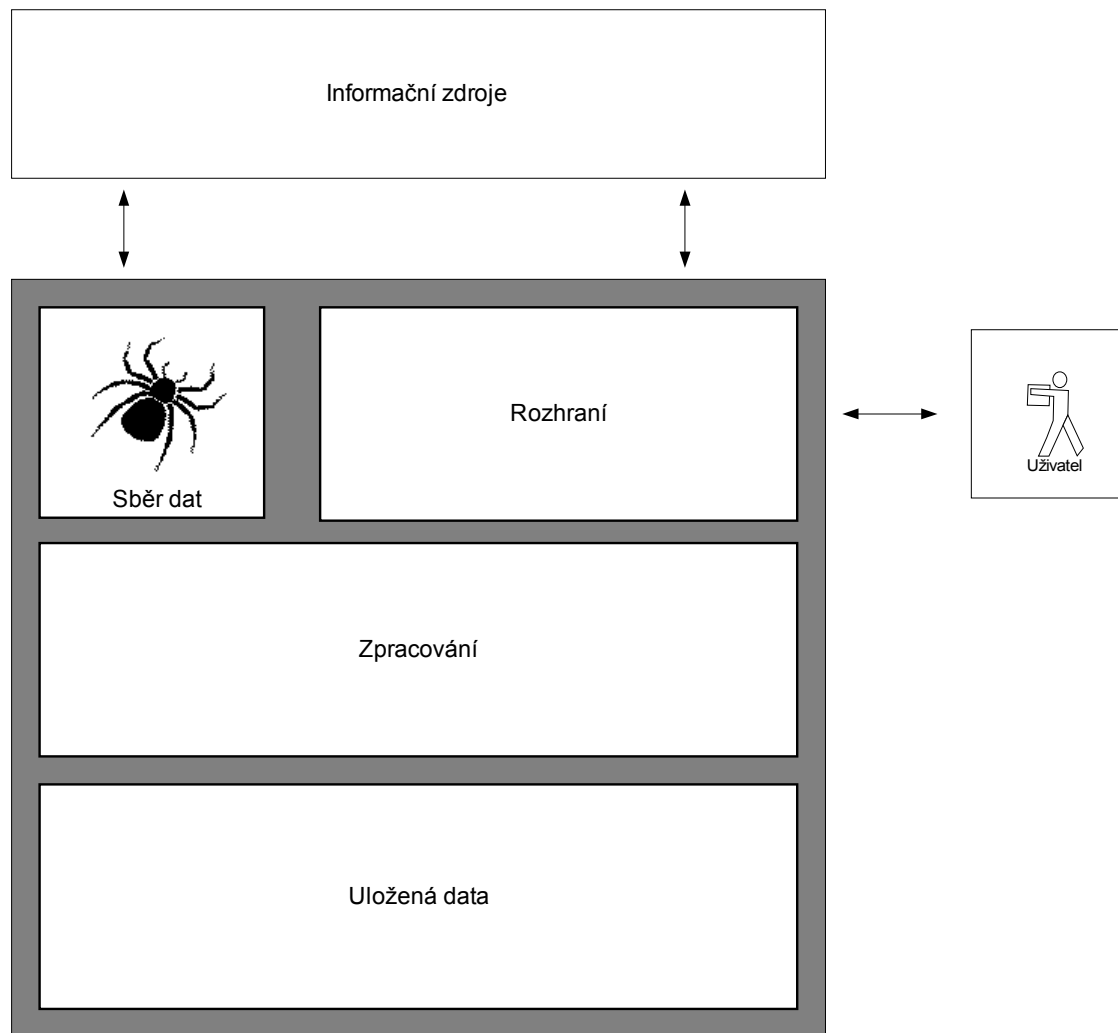 Informační zdroje
Rozhraní
Sběr dat
Uživatel
Zpracování
Uložená data